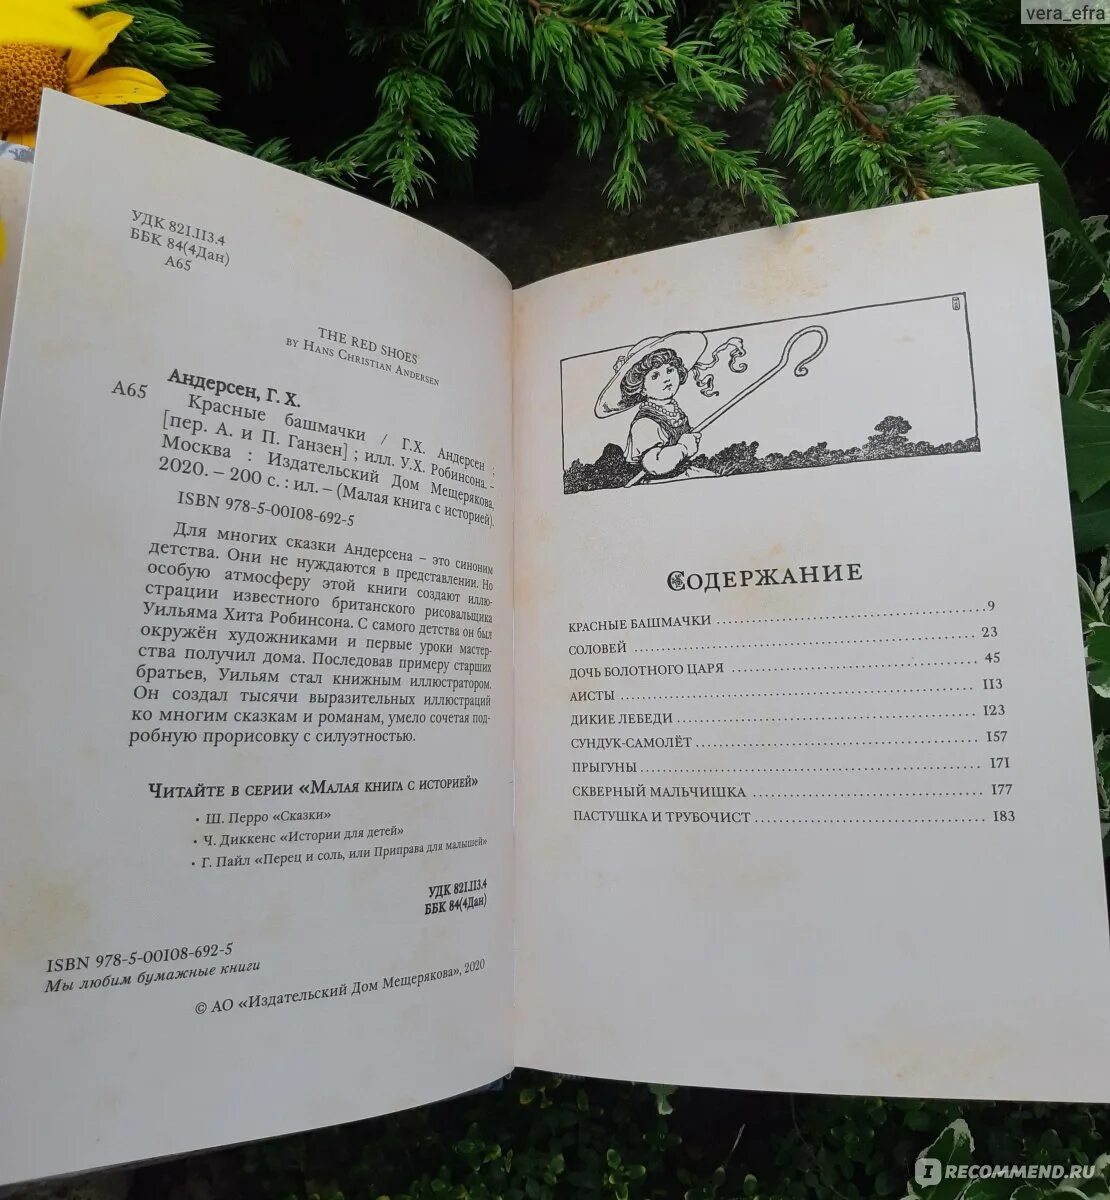 vera_efra
УДК 821.113.4
ББК 84(4Дан)
А65
THE RED SHOES
BY HANS CHRISTIAN ANDERSEN
Андерсен, Г. Х.
А65
Красные башмачки / Г.Х. Андерсен ;
[пер. А. и П. Ганзен] ; илл. У.Х. Робинсона. –
Москва : Издательский Дом Мещерякова,
2020. – 200 с. : ил. – (Малая книга с историей).
ISBN 978-5-00108-692-5
Для многих сказки Андерсена – это синоним
детства. Они не нуждаются в представлении. Но
особую атмосферу этой книги создают иллю-
страции известного британского рисовальщика
Уильяма Хита Робинсона. С самого детства он был
окружён художниками и первые уроки мастер-
ства получил дома. Последовав примеру старших
братьев, Уильям стал книжным иллюстратором.
Он создал тысячи выразительных иллюстраций
ко многим сказкам и романам, умело сочетая под-
робную прорисовку с силуэтностью.
Читайте в серии «Малая книга с историей»
• Ш. Перро «Сказки»
• Ч. Диккенс «Истории для детей»
• Г. Пайл «Перец и соль, или Приправа для малышей»
УДК 821.113.4
ББК 84(4Дан)
ISBN 978-5-00108-692-5
Мы любим бумажные книги
© АО «Издательский Дом Мещерякова», 2020
СОДЕРЖАНИЕ
КРАСНЫЕ БАШМАЧКИ 9
СОЛОВЕЙ 23
ДОЧЬ БОЛОТНОГО ЦАРЯ 45
АИСТЫ 113
ДИКИЕ ЛЕБЕДИ 123
СУНДУК-САМОЛЁТ 157
ПРЫГУНЫ 171
СКВЕРНЫЙ МАЛЬЧИШКА 177
ПАСТУШКА И ТРУБОЧИСТ 183
IRECOMMEND.RU